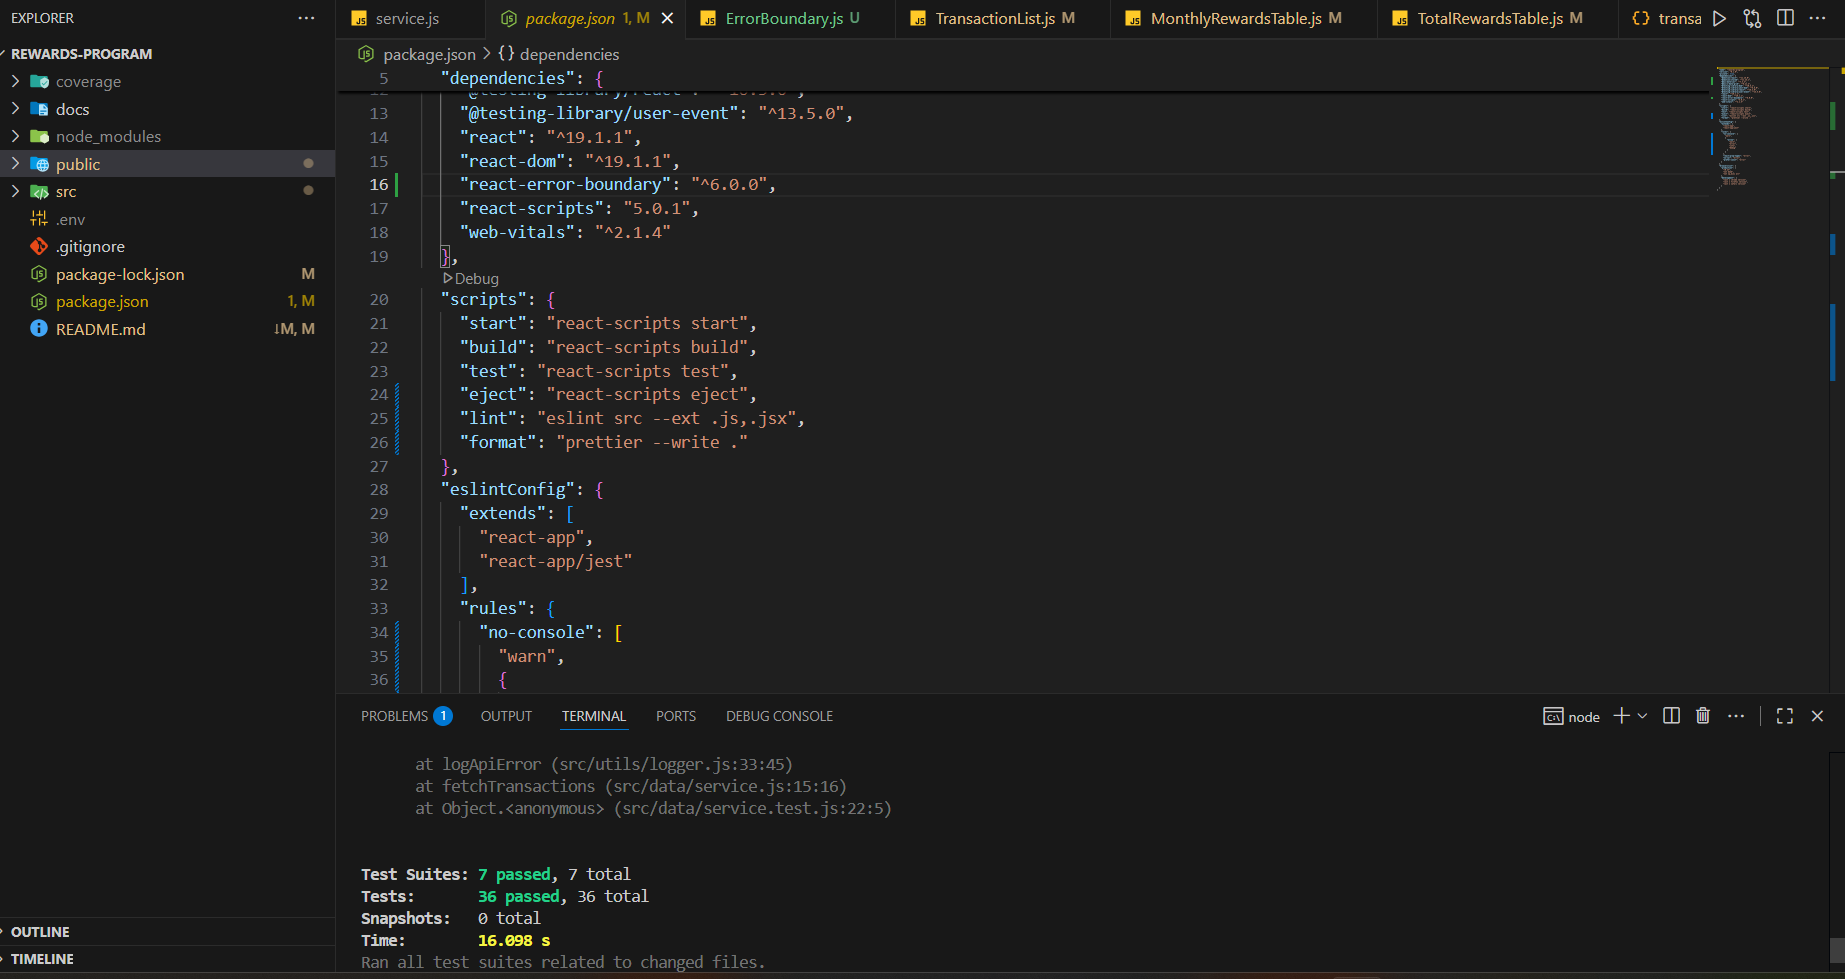 EXPLORER
service.js
package.json 1, M
ErrorBoundary.js U
TransactionList.js M
MonthlyRewardsTable.js M
TotalRewardsTable.js M
transa
REWARDS-PROGRAM
coverage
docs
node_modules
public
src
.env
.gitignore
package-lock.json M
package.json 1, M
README.md ↓M, M
OUTLINE
TIMELINE
package.json > {} dependencies
5 "dependencies": {
13 "@testing-library/user-event": "^13.5.0",
14 "react": "^19.1.1",
15 "react-dom": "^19.1.1",
16 "react-error-boundary": "^6.0.0",
17 "react-scripts": "5.0.1",
18 "web-vitals": "^2.1.4"
19 },
Debug
20 "scripts": {
21 "start": "react-scripts start",
22 "build": "react-scripts build",
23 "test": "react-scripts test",
24 "eject": "react-scripts eject",
25 "lint": "eslint src --ext .js,.jsx",
26 "format": "prettier --write ."
27 },
28 "eslintConfig": {
29 "extends": [
30 "react-app",
31 "react-app/jest"
32 ],
33 "rules": {
34 "no-console": [
35 "warn",
36 {
PROBLEMS 1 OUTPUT TERMINAL PORTS DEBUG CONSOLE
node
at logApiError (src/utils/logger.js:33:45)
at fetchTransactions (src/data/service.js:15:16)
at Object.<anonymous> (src/data/service.test.js:22:5)
Test Suites: 7 passed, 7 total
Tests: 36 passed, 36 total
Snapshots: 0 total
Time: 16.098 s
Ran all test suites related to changed files.